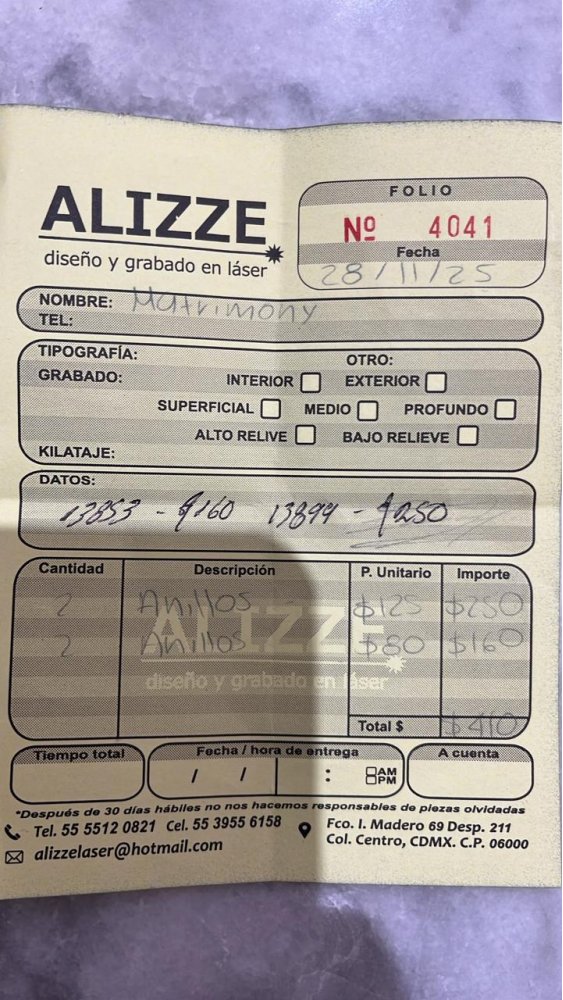 ALIZZE
diseño y grabado en láser
FOLIO
Nº 4041
Fecha
28/11/25
NOMBRE: Matrimony
TEL:
TIPOGRAFÍA: OTRO:
GRABADO: INTERIOR EXTERIOR
SUPERFICIAL MEDIO PROFUNDO
ALTO RELIVE BAJO RELIEVE
KILATAJE:
DATOS:
13853 - $160 13899 - $250
Cantidad Descripción P. Unitario Importe
2 Anillos $125 $250
2 Anillos $80 $160
ALIZZE
diseño y grabado en láser
Total $ $410
Tiempo total Fecha / hora de entrega A cuenta
/ / : AM PM
*Después de 30 días hábiles no nos hacemos responsables de piezas olvidadas
Tel. 55 5512 0821 Cel. 55 3955 6158
alizzelaser@hotmail.com
Fco. I. Madero 69 Desp. 211
Col. Centro, CDMX. C.P. 06000